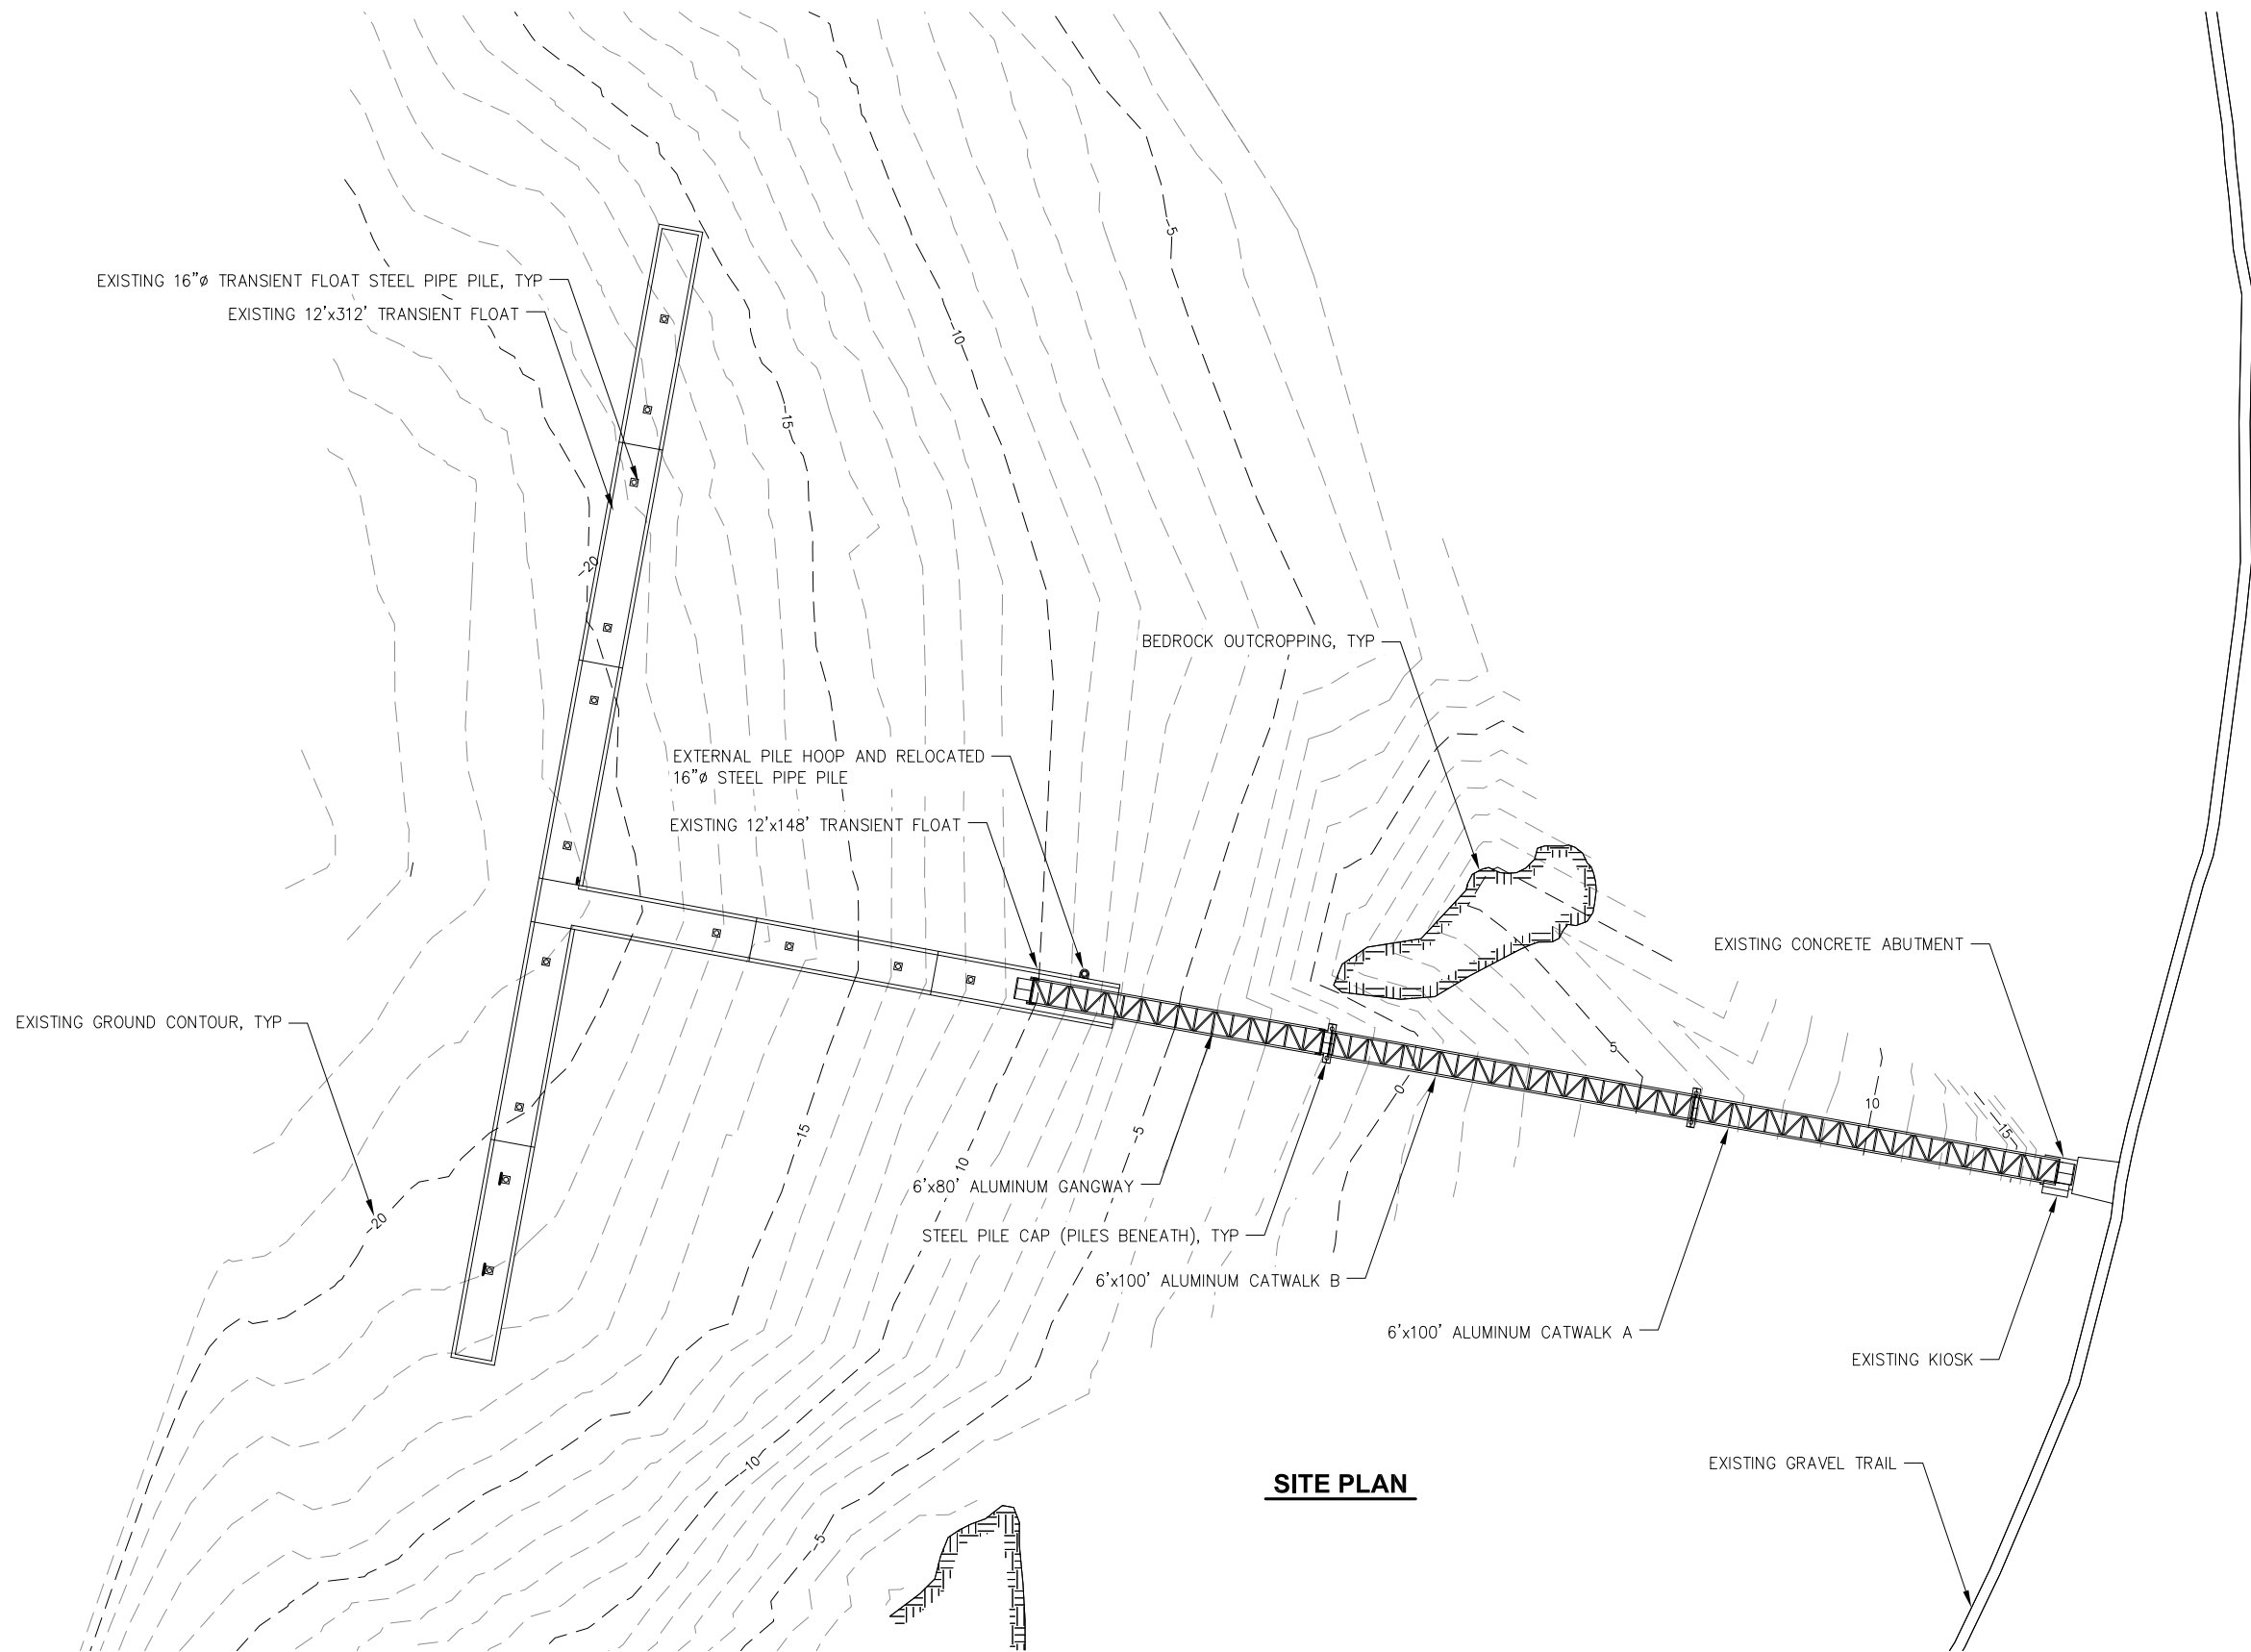 -5
EXISTING 16"ø TRANSIENT FLOAT STEEL PIPE PILE, TYP
EXISTING 12'x312' TRANSIENT FLOAT
-10
-15
-20
BEDROCK OUTCROPPING, TYP
EXTERNAL PILE HOOP AND RELOCATED
16"ø STEEL PIPE PILE
EXISTING 12'x148' TRANSIENT FLOAT
EXISTING CONCRETE ABUTMENT
EXISTING GROUND CONTOUR, TYP
5
0
10
-15
-15
-5
-10
6'x80' ALUMINUM GANGWAY
-20
STEEL PILE CAP (PILES BENEATH), TYP
6'x100' ALUMINUM CATWALK B
6'x100' ALUMINUM CATWALK A
EXISTING KIOSK
-10
EXISTING GRAVEL TRAIL
SITE PLAN
-5